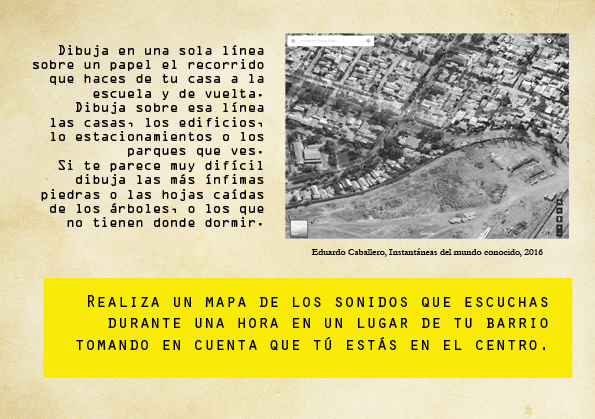 Dibuja en una sola línea
sobre un papel el recorrido
que haces de tu casa a la
escuela y de vuelta.
Dibuja sobre esa línea
las casas, los edificios,
lo estacionamientos o los
parques que ves.
Si te parece muy difícil
dibuja las más ínfimas
piedras o las hojas caídas
de los árboles, o los que
no tienen donde dormir.
Eduardo Caballero, Instantáneas del mundo conocido, 2016
Realiza un mapa de los sonidos que escuchas
durante una hora en un lugar de tu barrio
tomando en cuenta que tú estás en el centro.